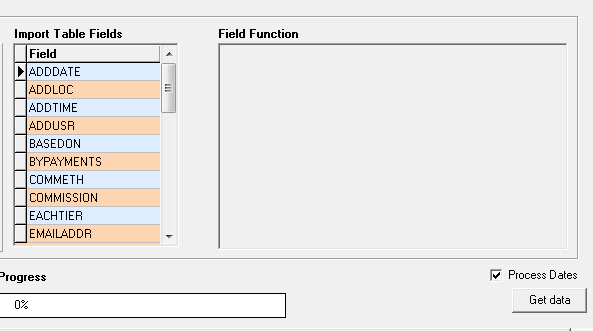 Import Table Fields
Field Function
Field
ADDDATE
ADDLOC
ADDTIME
ADDUSR
BASEDON
BYPAYMENTS
COMMETH
COMMISSION
EACHTIER
EMAILADDR
Progress
Process Dates
0%
Get data